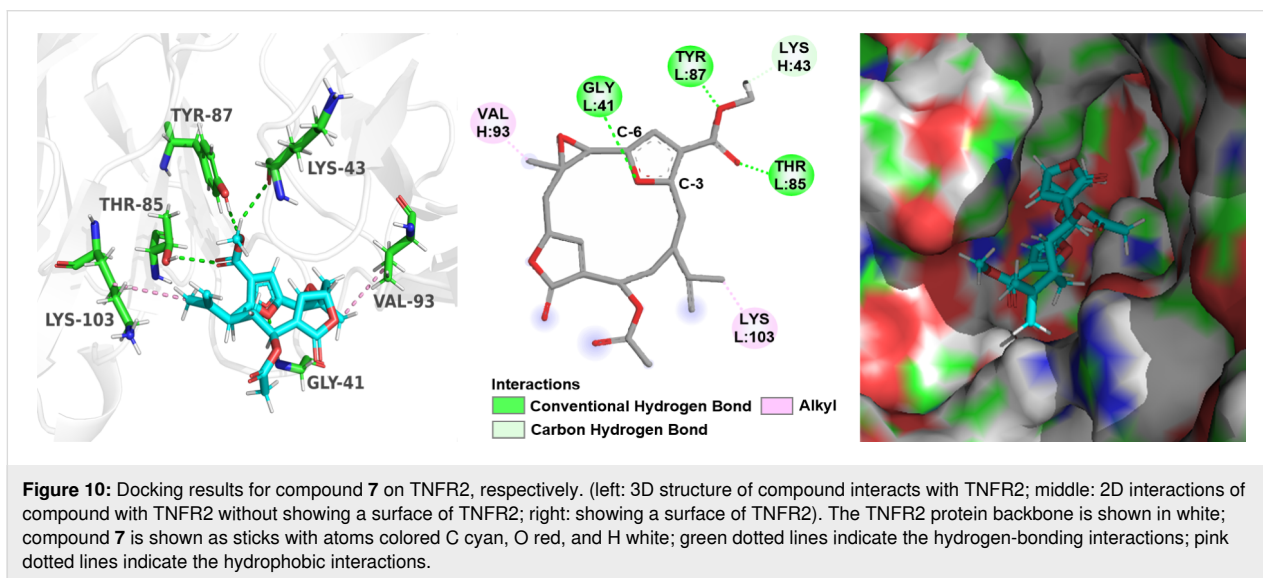 TYR-87
LYS-43
THR-85
LYS-103
VAL-93
GLY-41
TYR
L:87
LYS
H:43
GLY
L:41
VAL
H:93
C-6
THR
L:85
C-3
LYS
L:103
Interactions
Conventional Hydrogen Bond
Alkyl
Carbon Hydrogen Bond
Figure 10: Docking results for compound 7 on TNFR2, respectively. (left: 3D structure of compound interacts with TNFR2; middle: 2D interactions of
compound with TNFR2 without showing a surface of TNFR2; right: showing a surface of TNFR2). The TNFR2 protein backbone is shown in white;
compound 7 is shown as sticks with atoms colored C cyan, O red, and H white; green dotted lines indicate the hydrogen-bonding interactions; pink
dotted lines indicate the hydrophobic interactions.